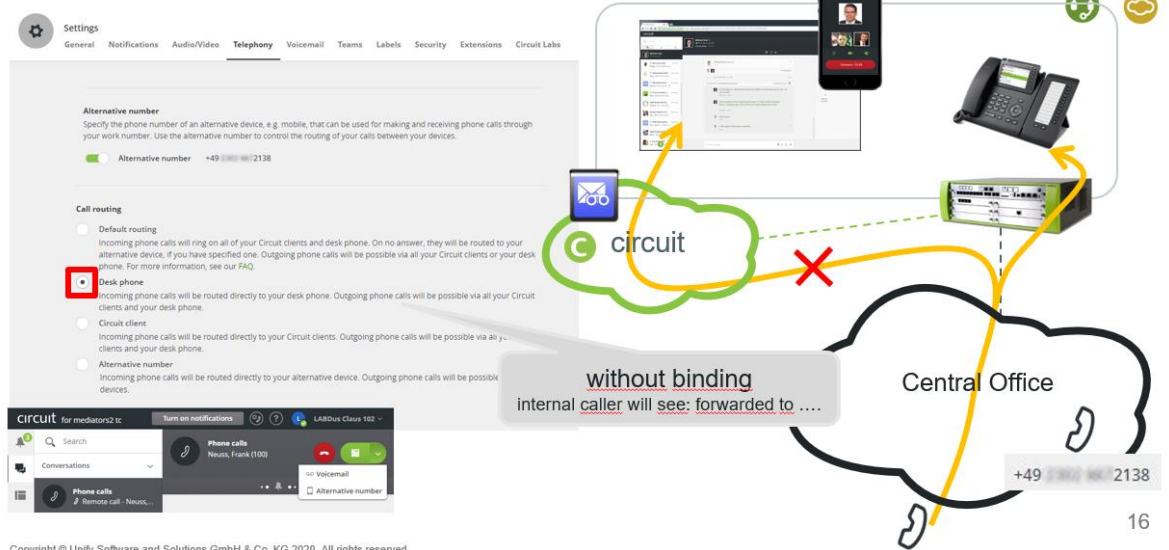 Settings
General Notifications Audio/Video Telephony Voicemail Teams Labels Security Extensions Circuit Labs
Alternative number
Specify the phone number of an alternative device, e.g. mobile, that can be used for making and receiving phone calls through
your work number. Use the alternative number to control the routing of your calls between your devices.
Alternative number +49 2138
Call routing
Default routing
Incoming phone calls will ring on all of your Circuit clients and desk phone. On no answer, they will be routed to your
alternative device, if you have specified one. Outgoing phone calls will be possible via all your Circuit clients or your desk
phone. For more information, see our FAQ.
Desk phone
Incoming phone calls will be routed directly to your desk phone. Outgoing phone calls will be possible via all your Circuit
clients and your desk phone.
Circuit client
Incoming phone calls will be routed directly to your Circuit clients. Outgoing phone calls will be possible via all
clients and your desk phone.
Alternative number
Incoming phone calls will be routed directly to your alternative device. Outgoing phone calls will be possible
devices.
circuit for mediators2 tc Turn on notifications LABDus Claus 102
Search
Conversations
Phone calls
Remote call - Neuss,...
Phone calls
Neuss, Frank (100)
Voicemail
Alternative number
C circuit
without binding
internal caller will see: forwarded to ....
Central Office
+49 2138
16
Copyright © Unify Software and Solutions GmbH & Co. KG 2020. All rights reserved.